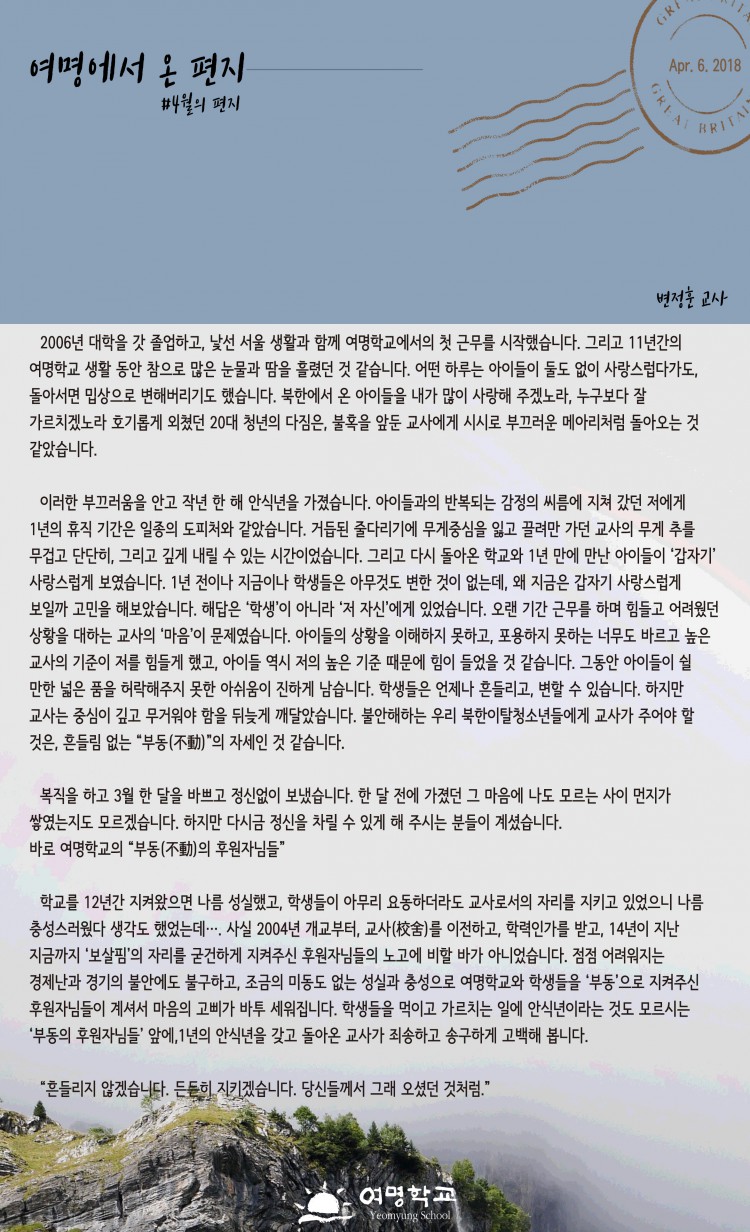 여명에서 온 편지
#4월의 편지
GREAT BRITAIN
Apr. 6. 2018
GREAT BRITAIN
변정훈 교사
2006년 대학을 갓 졸업하고, 낯선 서울 생활과 함께 여명학교에서의 첫 근무를 시작했습니다. 그리고 11년간의
여명학교 생활 동안 참으로 많은 눈물과 땀을 흘렸던 것 같습니다. 어떤 하루는 아이들이 둘도 없이 사랑스럽다가도,
돌아서면 밉상으로 변해버리기도 했습니다. 북한에서 온 아이들을 내가 많이 사랑해 주겠노라, 누구보다 잘
가르치겠노라 호기롭게 외쳤던 20대 청년의 다짐은, 불혹을 앞둔 교사에게 시시로 부끄러운 메아리처럼 돌아오는 것
같았습니다.
이러한 부끄러움을 안고 작년 한 해 안식년을 가졌습니다. 아이들과의 반복되는 감정의 씨름에 지쳐 갔던 저에게
1년의 휴직 기간은 일종의 도피처와 같았습니다. 거듭된 줄다리기에 무게중심을 잃고 끌려만 가던 교사의 무게 추를
무겁고 단단히, 그리고 깊게 내릴 수 있는 시간이었습니다. 그리고 다시 돌아온 학교와 1년 만에 만난 아이들이 ‘갑자기’
사랑스럽게 보였습니다. 1년 전이나 지금이나 학생들은 아무것도 변한 것이 없는데, 왜 지금은 갑자기 사랑스럽게
보일까 고민을 해보았습니다. 해답은 ‘학생’이 아니라 ‘저 자신’에게 있었습니다. 오랜 기간 근무를 하며 힘들고 어려웠던
상황을 대하는 교사의 ‘마음’이 문제였습니다. 아이들의 상황을 이해하지 못하고, 포용하지 못하는 너무도 바르고 높은
교사의 기준이 저를 힘들게 했고, 아이들 역시 저의 높은 기준 때문에 힘이 들었을 것 같습니다. 그동안 아이들이 쉴
만한 넓은 품을 허락해주지 못한 아쉬움이 진하게 남습니다. 학생들은 언제나 흔들리고, 변할 수 있습니다. 하지만
교사는 중심이 깊고 무거워야 함을 뒤늦게 깨달았습니다. 불안해하는 우리 북한이탈청소년들에게 교사가 주어야 할
것은, 흔들림 없는 “부동(不動)”의 자세인 것 같습니다.
복직을 하고 3월 한 달을 바쁘고 정신없이 보냈습니다. 한 달 전에 가졌던 그 마음에 나도 모르는 사이 먼지가
쌓였는지도 모르겠습니다. 하지만 다시금 정신을 차릴 수 있게 해 주시는 분들이 계셨습니다.
바로 여명학교의 “부동(不動)의 후원자님들”
학교를 12년간 지켜왔으면 나름 성실했고, 학생들이 아무리 요동하더라도 교사로서의 자리를 지키고 있었으니 나름
충성스러웠다 생각도 했었는데…. 사실 2004년 개교부터, 교사(校舍)를 이전하고, 학력인가를 받고, 14년이 지난
지금까지 ‘보살핌’의 자리를 굳건하게 지켜주신 후원자님들의 노고에 비할 바가 아니었습니다. 점점 어려워지는
경제난과 경기의 불안에도 불구하고, 조금의 미동도 없는 성실과 충성으로 여명학교와 학생들을 ‘부동’으로 지켜주신
후원자님들이 계셔서 마음의 고삐가 바투 세워집니다. 학생들을 먹이고 가르치는 일에 안식년이라는 것도 모르시는
‘부동의 후원자님들’ 앞에,1년의 안식년을 갖고 돌아온 교사가 죄송하고 송구하게 고백해 봅니다.
“흔들리지 않겠습니다. 든든히 지키겠습니다. 당신들께서 그래 오셨던 것처럼.”
여명학교
Yeomyung School